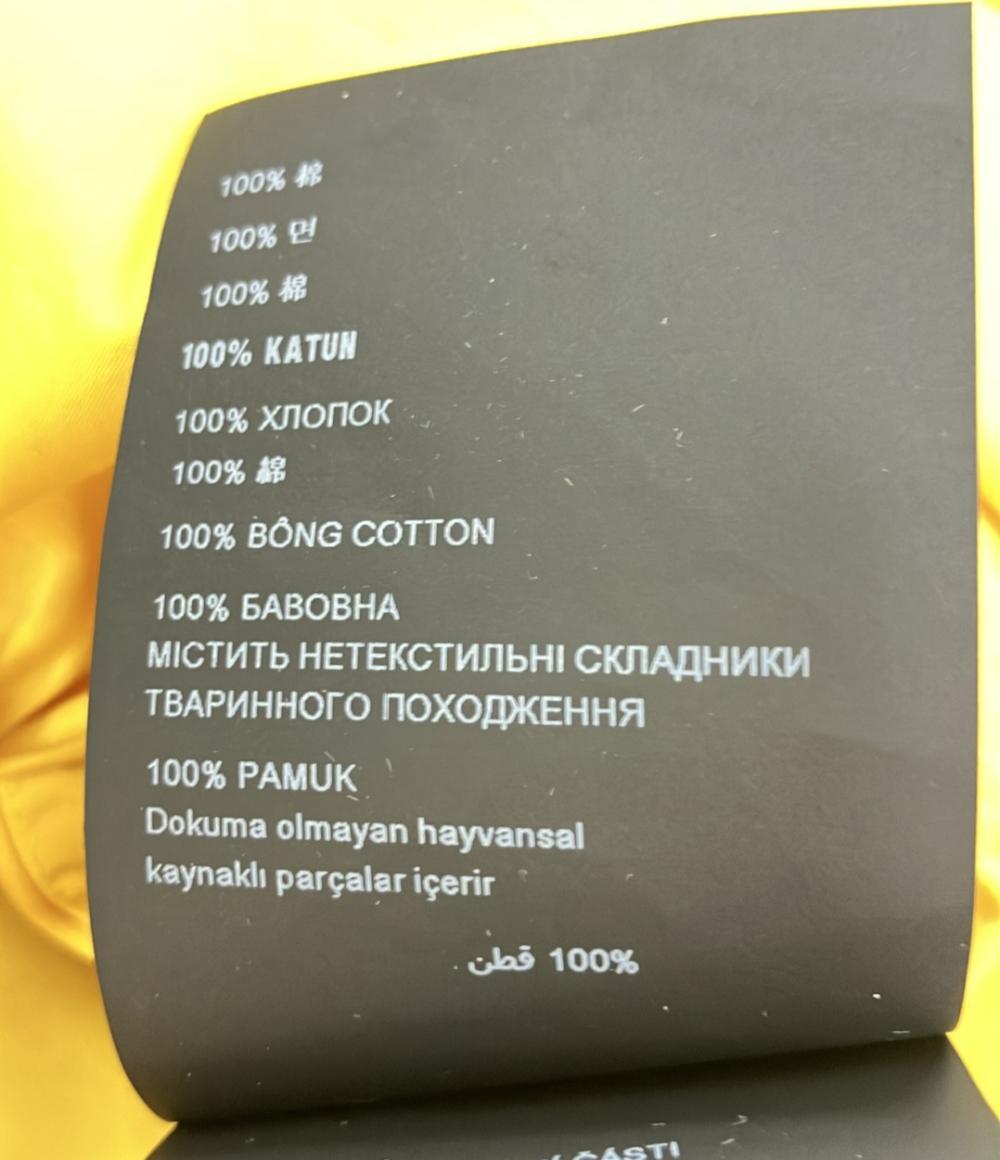 100% 棉
100% 면
100% 棉
100% KATUN
100% ХЛОПОК
100% 綿
100% BÔNG COTTON
100% БАВОВНА
МІСТИТЬ НЕТЕКСТИЛЬНІ СКЛАДНИКИ
ТВАРИННОГО ПОХОДЖЕННЯ
100% PAMUK
Dokuma olmayan hayvansal
kaynaklı parçalar içerir
100% قطن
ČÁSTI